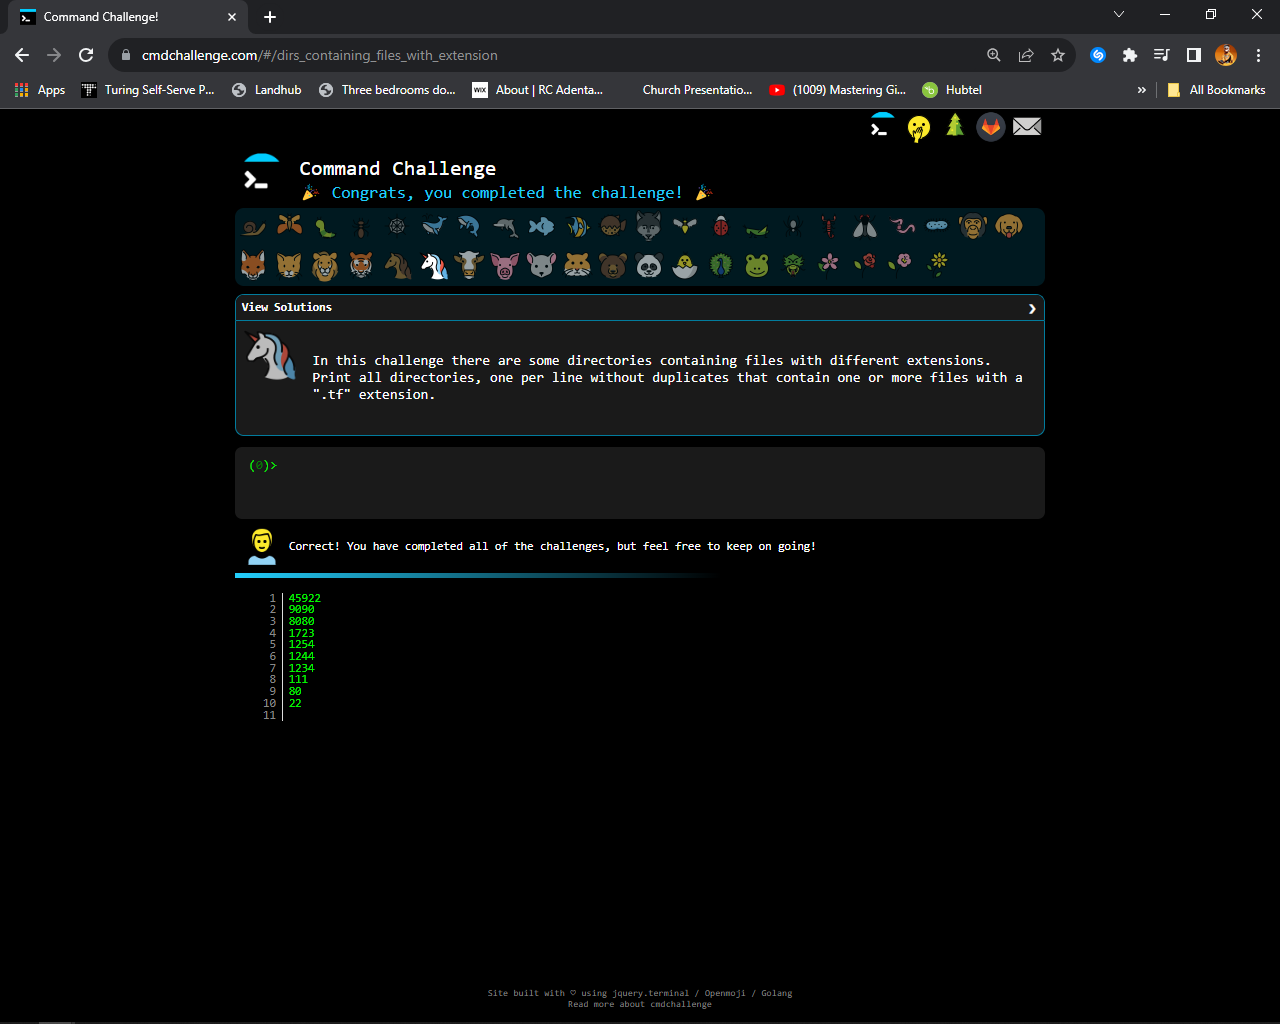 Command Challenge!
cmdchallenge.com/#/dirs_containing_files_with_extension
Apps
Turing Self-Serve P...
Landhub
Three bedrooms do...
WIX
About | RC Adenta...
Church Presentatio...
(1009) Mastering Gi...
Hubtel
»
All Bookmarks
Command Challenge
Congrats, you completed the challenge!
View Solutions
In this challenge there are some directories containing files with different extensions.
Print all directories, one per line without duplicates that contain one or more files with a
".tf" extension.
(0)>
Correct! You have completed all of the challenges, but feel free to keep on going!
1 45922
2 9090
3 8080
4 1723
5 1254
6 1244
7 1234
8 111
9 80
10 22
11
Site built with ♡ using jquery.terminal / Openmoji / Golang
Read more about cmdchallenge